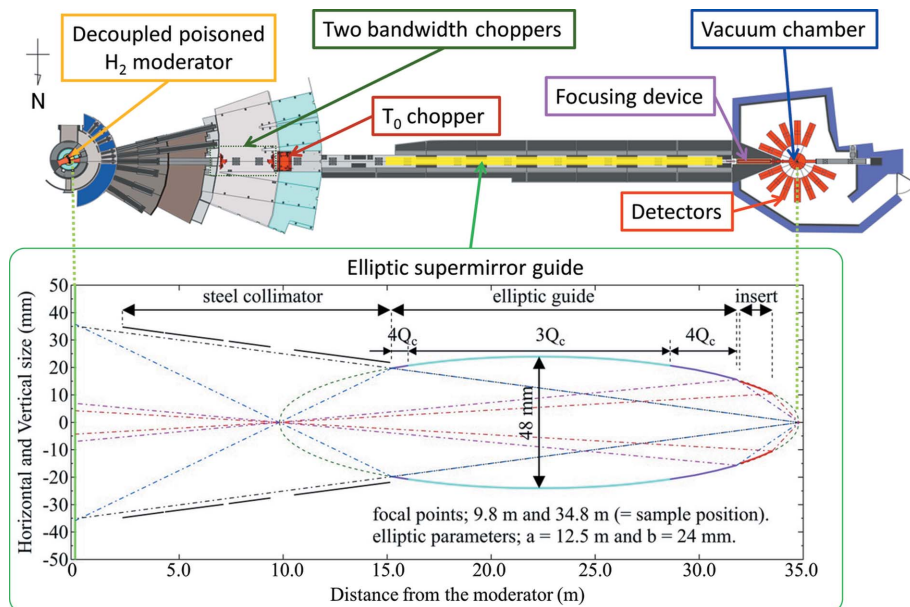 Decoupled poisoned
H2 moderator
Two bandwidth choppers
Vacuum chamber
T0 chopper
Focusing device
N
Detectors
Elliptic supermirror guide
steel collimator
elliptic guide
insert
4Qc
3Qc
4Qc
48 mm
focal points; 9.8 m and 34.8 m (= sample position).
elliptic parameters; a = 12.5 m and b = 24 mm.
Horizontal and Vertical size (mm)
50
40
30
20
10
0
-10
-20
-30
-40
-50
0 5.0 10.0 15.0 20.0 25.0 30.0 35.0
Distance from the moderator (m)